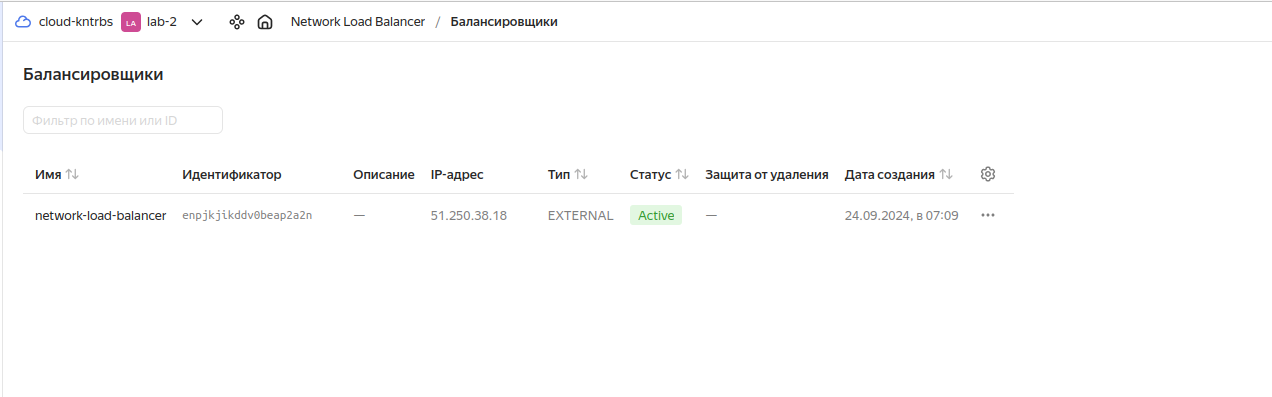 cloud-kntrbs LA lab-2 Network Load Balancer / Балансировщики
Балансировщики
Фильтр по имени или ID
Имя Идентификатор Описание IP-адрес Тип Статус Защита от удаления Дата создания
network-load-balancer enpjkjikddv0beap2a2n — 51.250.38.18 EXTERNAL Active — 24.09.2024, в 07:09